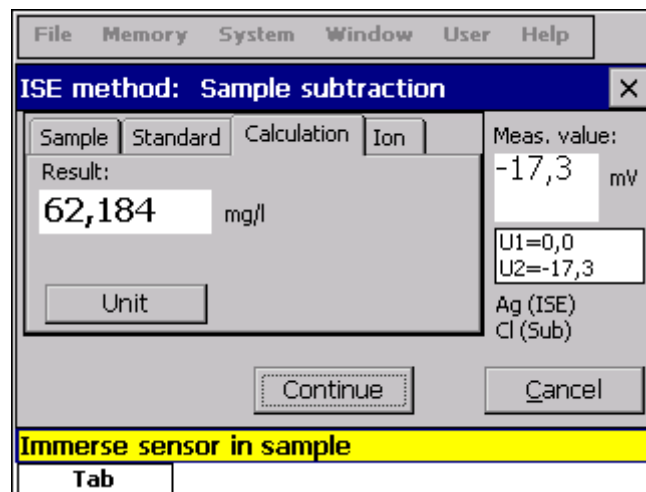 File Memory System Window User Help
ISE method: Sample subtraction
Sample Standard Calculation Ion
Result:
62,184 mg/l
Unit
Meas. value:
-17,3 mV
U1=0,0
U2=-17,3
Ag (ISE)
Cl (Sub)
Continue Cancel
Immerse sensor in sample
Tab